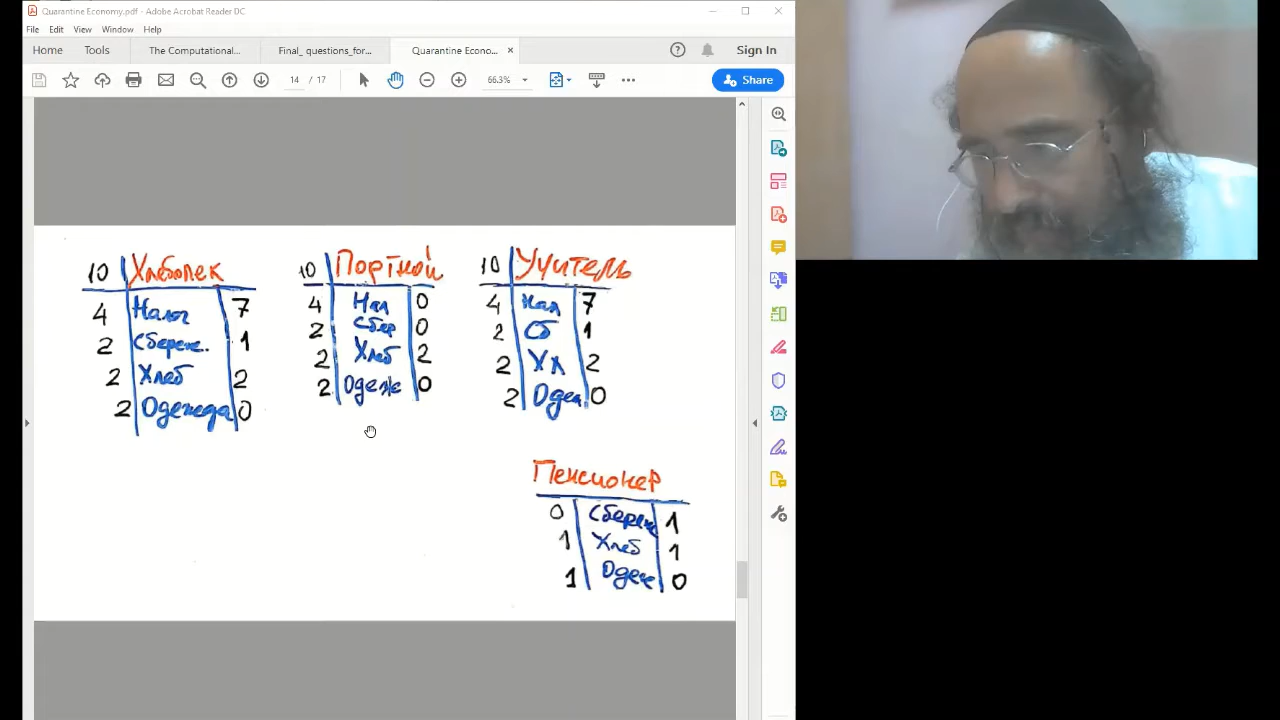 Quarantine Economy.pdf - Adobe Acrobat Reader DC
File Edit View Window Help
Home Tools The Computational... Final_ questions_for... Quarantine Econo... × Sign In
14 / 17 66.3% Share
10 Хлебопек
4 Налог 7
2 Сбереж. 1
2 Хлеб 2
2 Одежда 0
10 Портной
4 Нал 0
2 Сбер 0
2 Хлеб 2
2 Одеж 0
10 Учитель
4 Нал 7
2 Сб 1
2 Хл 2
2 Одеж 0
Пенсионер
0 Сбереж 1
1 Хлеб 1
1 Одеж 0